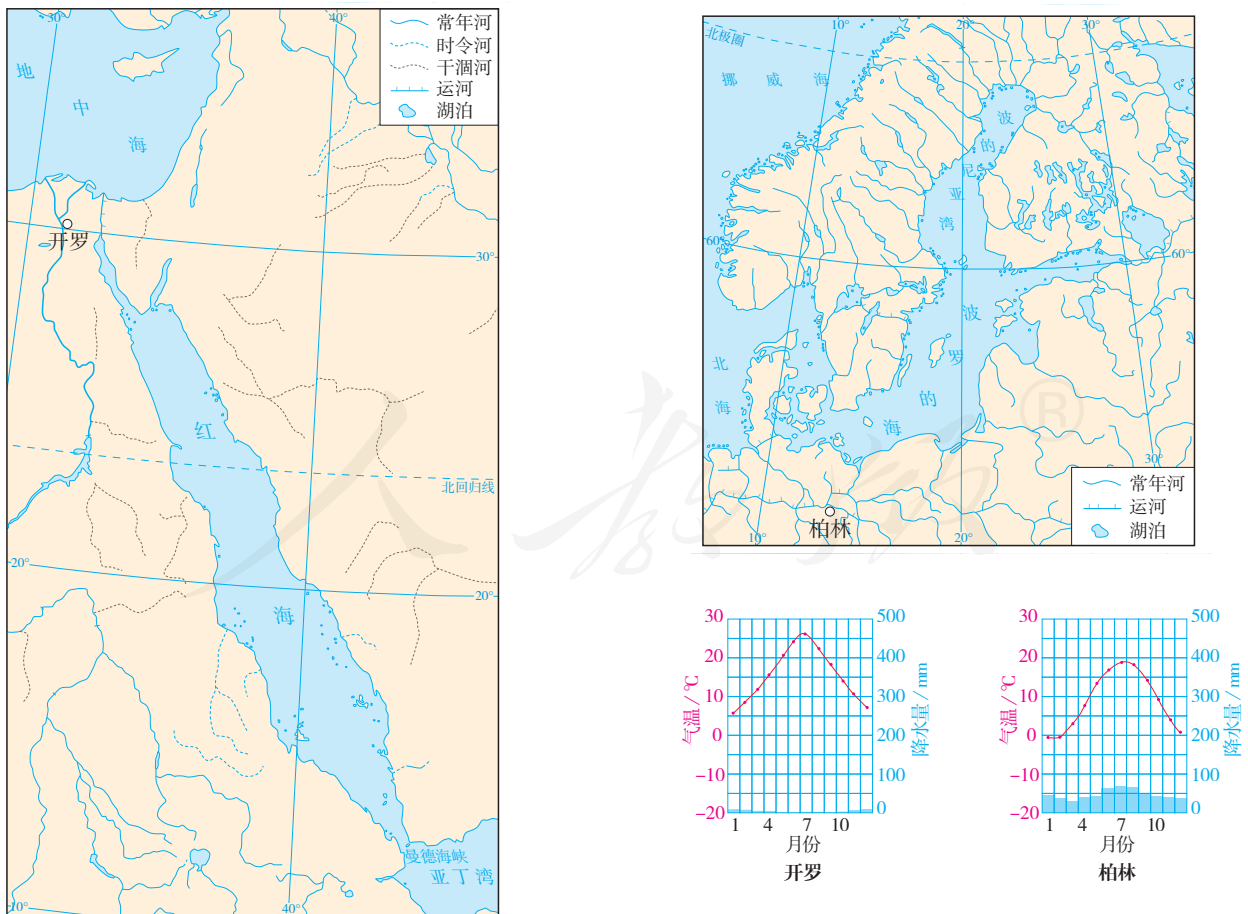 30°
40°
地
中
海
常年河
时令河
干涸河
运河
湖泊
开罗
30°
红
北回归线
20°
20°
海
曼德海峡
亚丁湾
10°
40°
10°
20°
30°
北极圈
挪威海
波
的
尼
亚
湾
60°
60°
波
罗
的
海
北
海
30°
常年河
运河
湖泊
柏林
10°
20°
人教版®
30
20
10
0
−10
−20
气温/℃
500
400
300
200
100
0
降水量/mm
1 4 7 10
月份
开罗
30
20
10
0
−10
−20
气温/℃
500
400
300
200
100
0
降水量/mm
1 4 7 10
月份
柏林